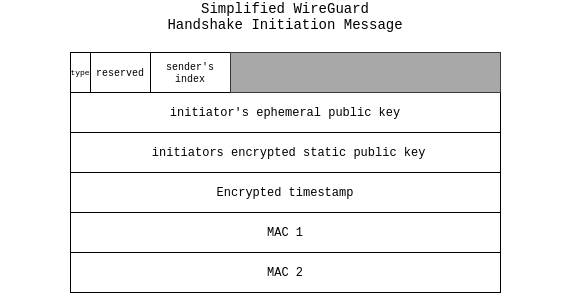 Simplified WireGuard
Handshake Initiation Message
type
reserved
sender's
index
initiator's ephemeral public key
initiators encrypted static public key
Encrypted timestamp
MAC 1
MAC 2